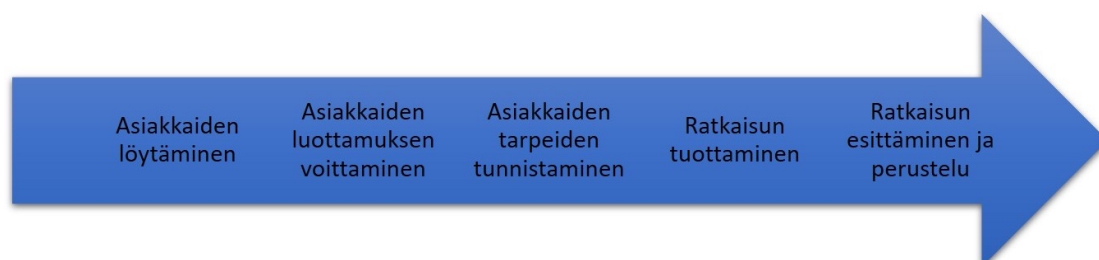 Asiakkaiden
löytäminen
Asiakkaiden
luottamuksen
voittaminen
Asiakkaiden
tarpeiden
tunnistaminen
Ratkaisun
tuottaminen
Ratkaisun
esittäminen ja
perustelu